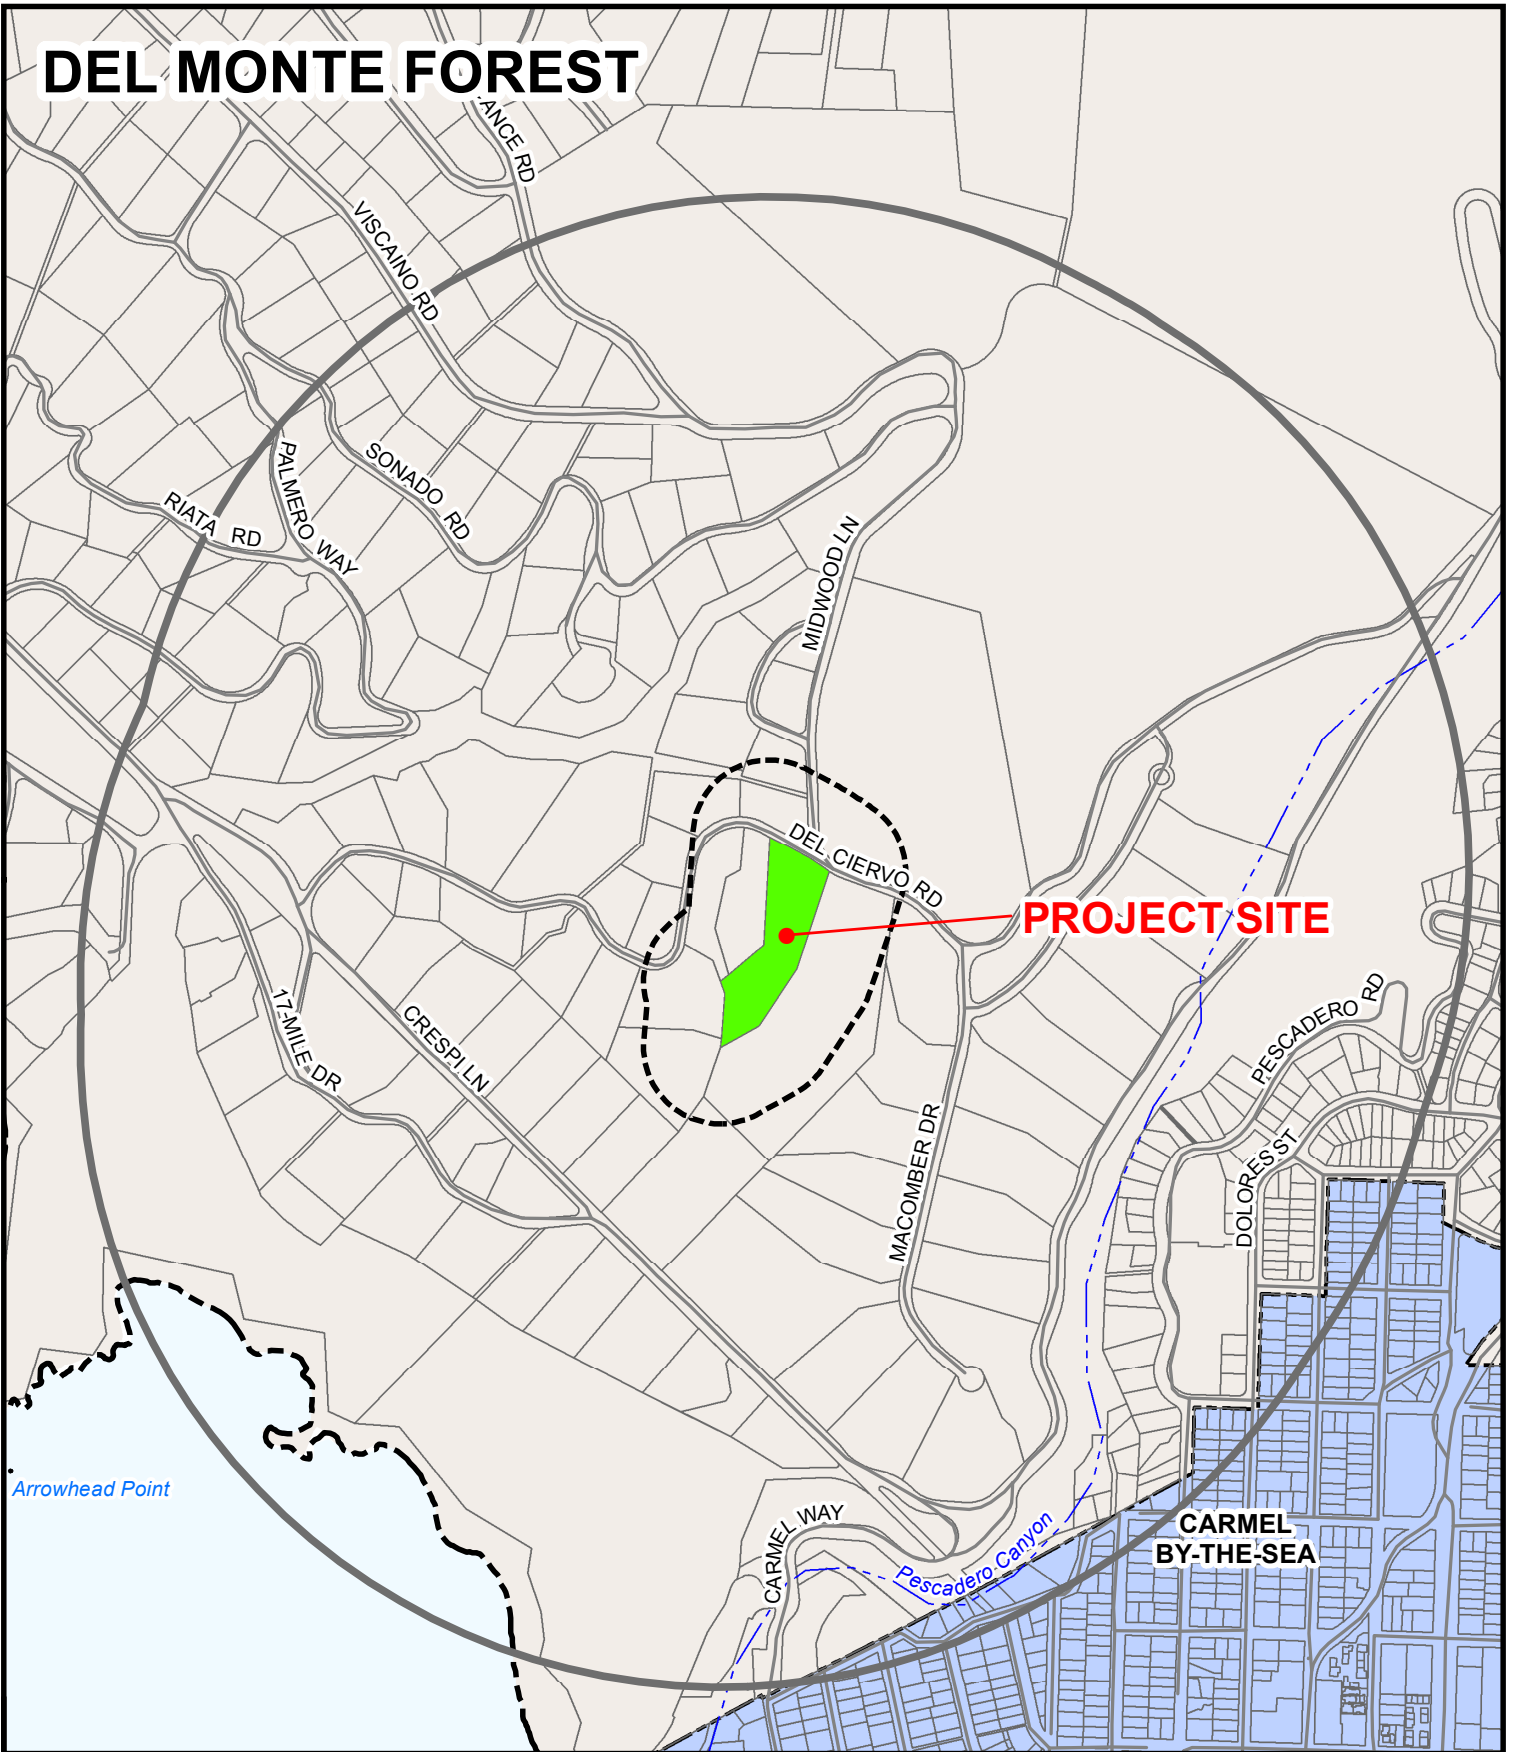 DEL MONTE FOREST
ANCE RD
VISCAINO RD
SONADO RD
PALMERO WAY
RIATA RD
MIDWOOD LN
DEL CIERVO RD
PROJECT SITE
PESCADERO RD
17-MILE DR
CRESPI LN
MACOMBER DR
DOLORES ST
Arrowhead Point
CARMEL WAY
Pescadero Canyon
CARMEL
BY-THE-SEA